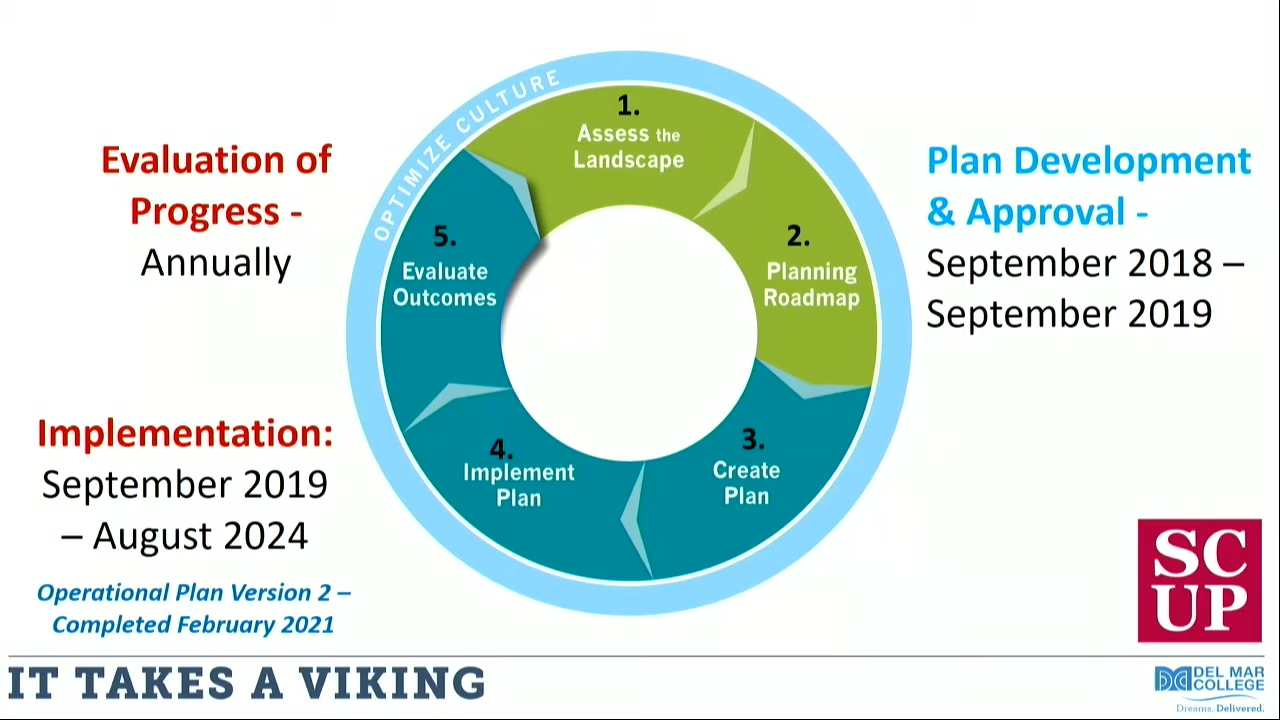 OPTIMIZE CULTURE
1.
Assess the
Landscape
2.
Planning
Roadmap
3.
Create
Plan
4.
Implement
Plan
5.
Evaluate
Outcomes
Evaluation of
Progress -
Annually
Plan Development
& Approval -
September 2018 –
September 2019
Implementation:
September 2019
– August 2024
Operational Plan Version 2 –
Completed February 2021
SC
UP
IT TAKES A VIKING
DEL MAR
COLLEGE
Dreams. Delivered.